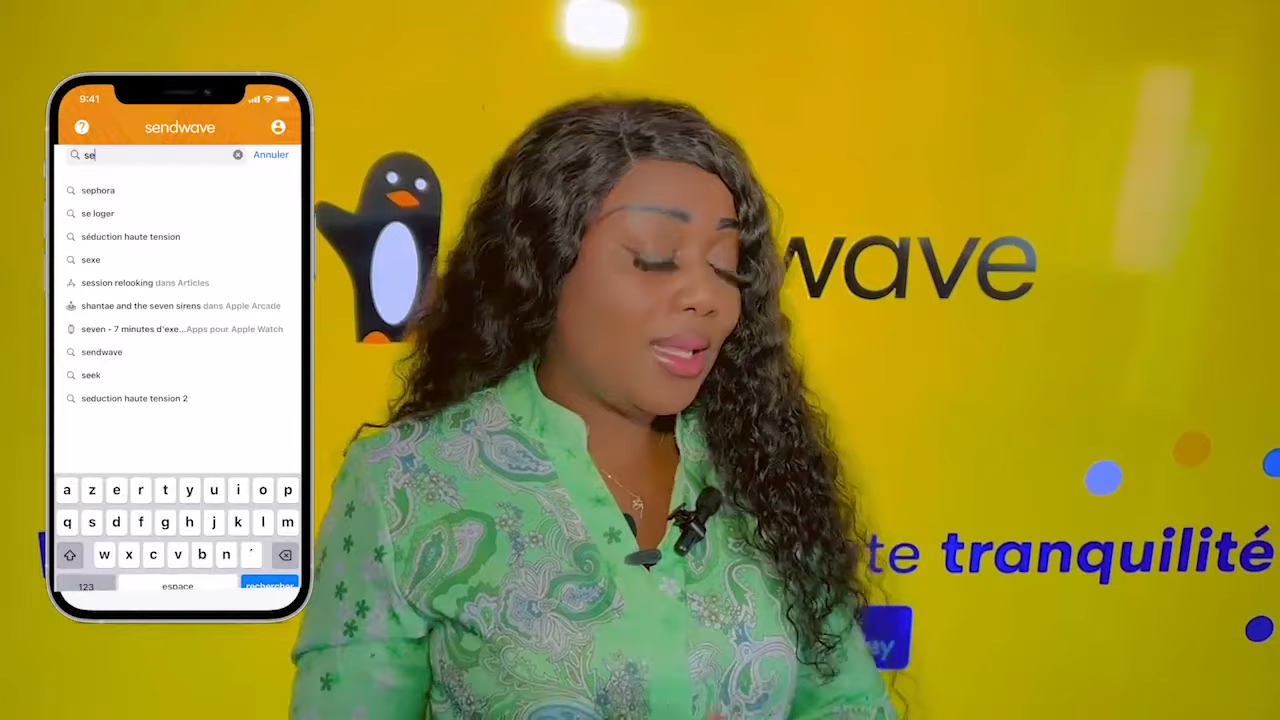 9:41
sendwave
se
Annuler
sephora
se loger
séduction haute tension
sexe
session relooking dans Articles
shantae and the seven sirens dans Apple Arcade
seven - 7 minutes d'exe...Apps pour Apple Watch
sendwave
seek
seduction haute tension 2
a z e r t y u i o p
q s d f g h j k l m
w x c v b n ´
123 espace rechercher
wave
te tranquilité
ay